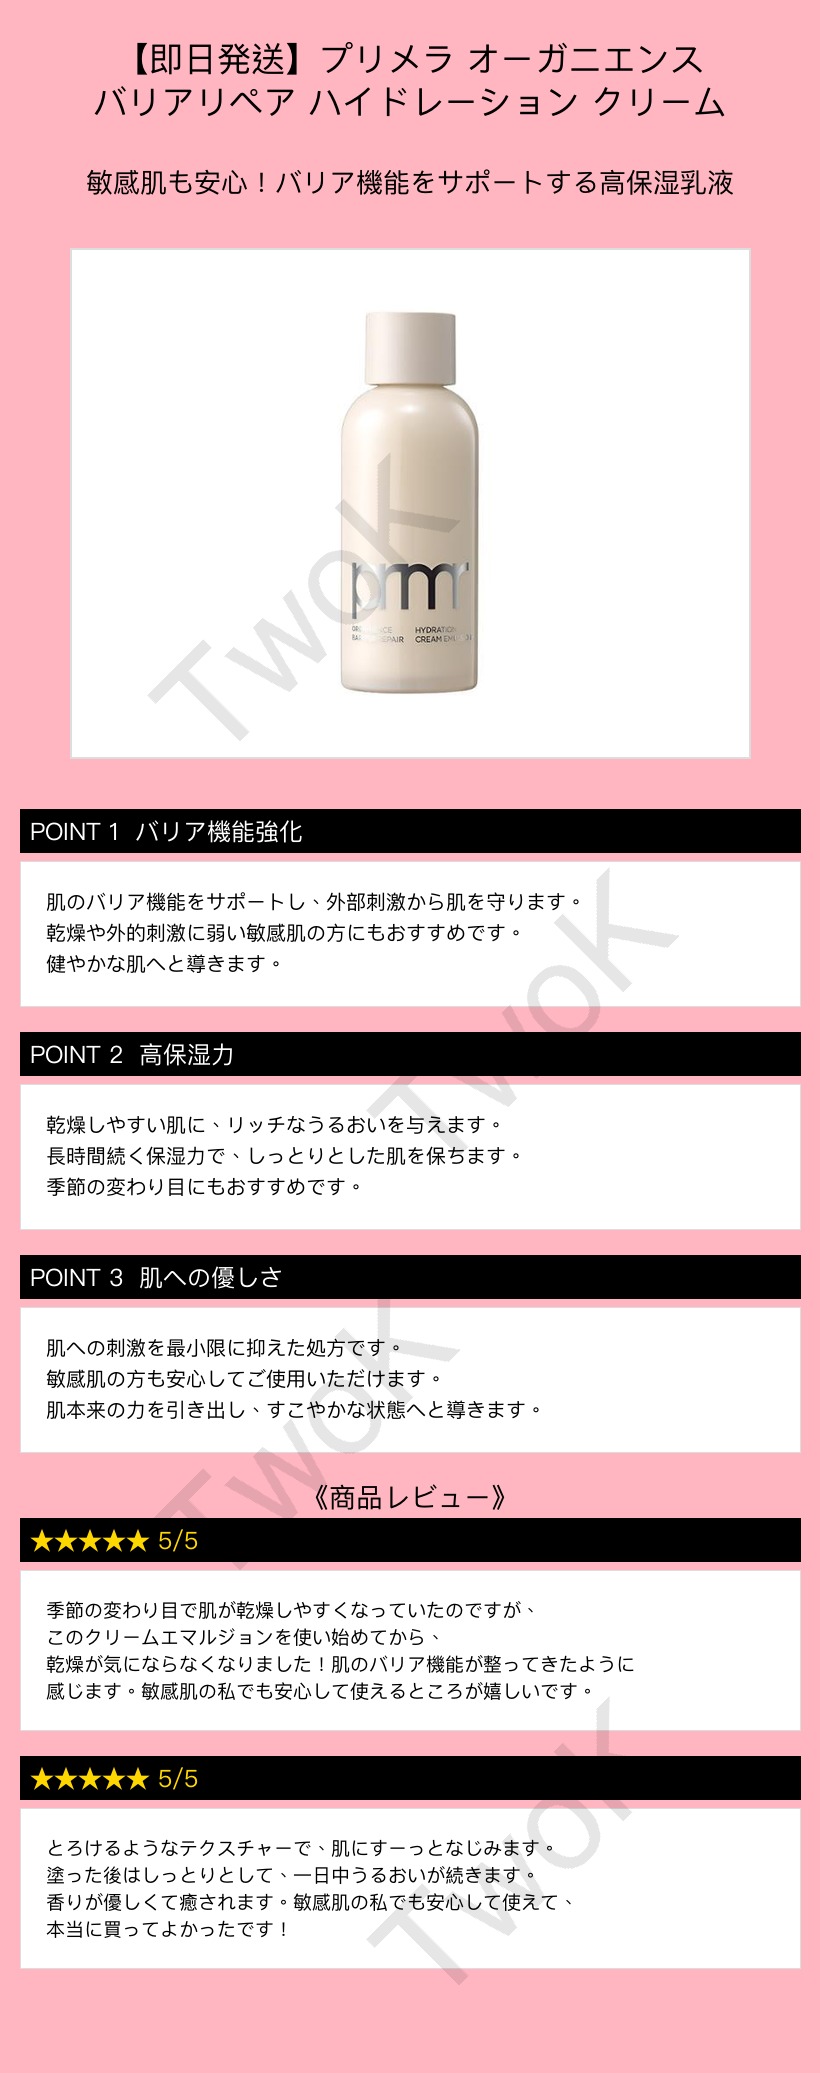 【即日発送】プリメラ オーガニエンス
バリアリペア ハイドレーション クリーム
敏感肌も安心！バリア機能をサポートする高保湿乳液
prmr
HYDRATION
CREAM
TwoK
POINT 1 バリア機能強化
肌のバリア機能をサポートし、外部刺激から肌を守ります。
乾燥や外的刺激に弱い敏感肌の方にもおすすめです。
健やかな肌へと導きます。
TwoK
POINT 2 高保湿力
乾燥しやすい肌に、リッチなうるおいを与えます。
長時間続く保湿力で、しっとりとした肌を保ちます。
季節の変わり目にもおすすめです。
POINT 3 肌への優しさ
肌への刺激を最小限に抑えた処方です。
敏感肌の方も安心してご使用いただけます。
肌本来の力を引き出し、すこやかな状態へと導きます。
TwoK
《商品レビュー》
★★★★★ 5/5
季節の変わり目で肌が乾燥しやすくなっていたのですが、
このクリームエマルジョンを使い始めてから、
乾燥が気にならなくなりました！肌のバリア機能が整ってきたように
感じます。敏感肌の私でも安心して使えるところが嬉しいです。
★★★★★ 5/5
とろけるようなテクスチャーで、肌にすーっとなじみます。
塗った後はしっとりとして、一日中うるおいが続きます。
香りが優しくて癒されます。敏感肌の私でも安心して使えて、
本当に買ってよかったです！
TwoK